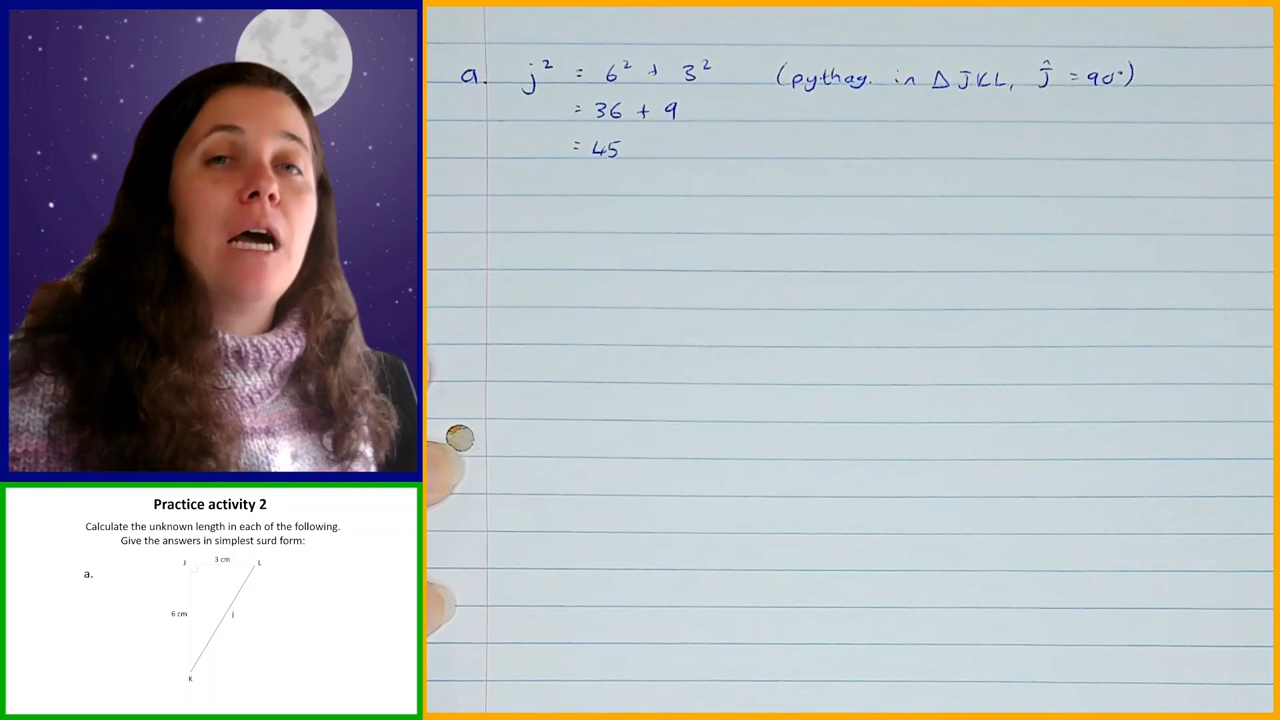 a. j² = 6² + 3² (pythag. in Δ JKL, Ĵ = 90°)
= 36 + 9
= 45
Practice activity 2
Calculate the unknown length in each of the following.
Give the answers in simplest surd form:
a.
J
3 cm
L
6 cm
j
K